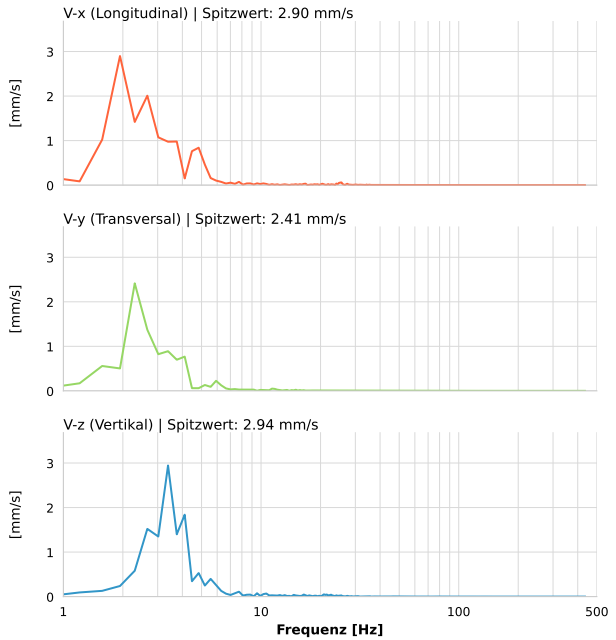 V-x (Longitudinal) | Spitzwert: 2.90 mm/s
3
2
1
0
[mm/s]
V-y (Transversal) | Spitzwert: 2.41 mm/s
3
2
1
0
[mm/s]
V-z (Vertikal) | Spitzwert: 2.94 mm/s
3
2
1
0
[mm/s]
1 10 100 500
Frequenz [Hz]